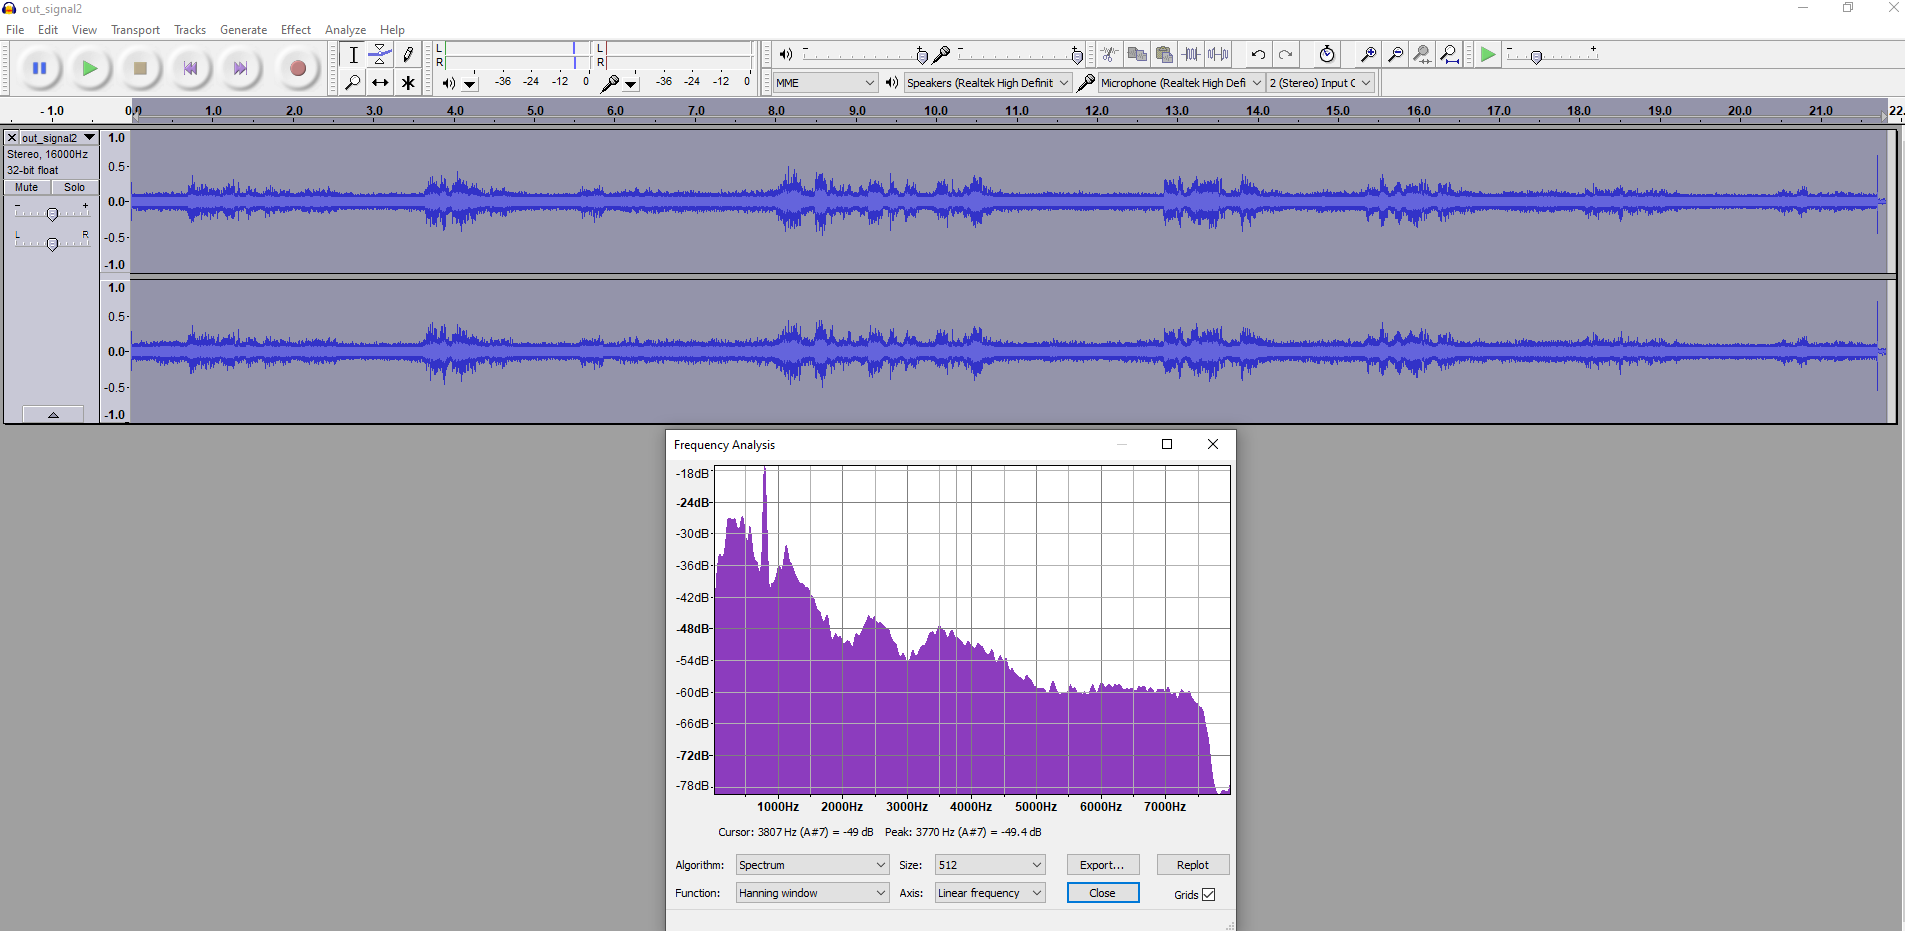 out_signal2
File Edit View Transport Tracks Generate Effect Analyze Help
L
R
-36 -24 -12 0
L
R
-36 -24 -12 0
- +
- +
- +
MME
Speakers (Realtek High Definit
Microphone (Realtek High Defi
2 (Stereo) Input C
- 1.0 0.0 1.0 2.0 3.0 4.0 5.0 6.0 7.0 8.0 9.0 10.0 11.0 12.0 13.0 14.0 15.0 16.0 17.0 18.0 19.0 20.0 21.0 22.
out_signal2
Stereo, 16000Hz
32-bit float
Mute Solo
- +
L R
1.0
0.5-
0.0-
-0.5-
-1.0
1.0
0.5-
0.0-
-0.5-
-1.0
Frequency Analysis
-18dB
-24dB
-30dB
-36dB
-42dB
-48dB
-54dB
-60dB
-66dB
-72dB
-78dB
1000Hz 2000Hz 3000Hz 4000Hz 5000Hz 6000Hz 7000Hz
Cursor: 3807 Hz (A#7) = -49 dB Peak: 3770 Hz (A#7) = -49.4 dB
Algorithm: Spectrum Size: 512 Export... Replot
Function: Hanning window Axis: Linear frequency Close Grids